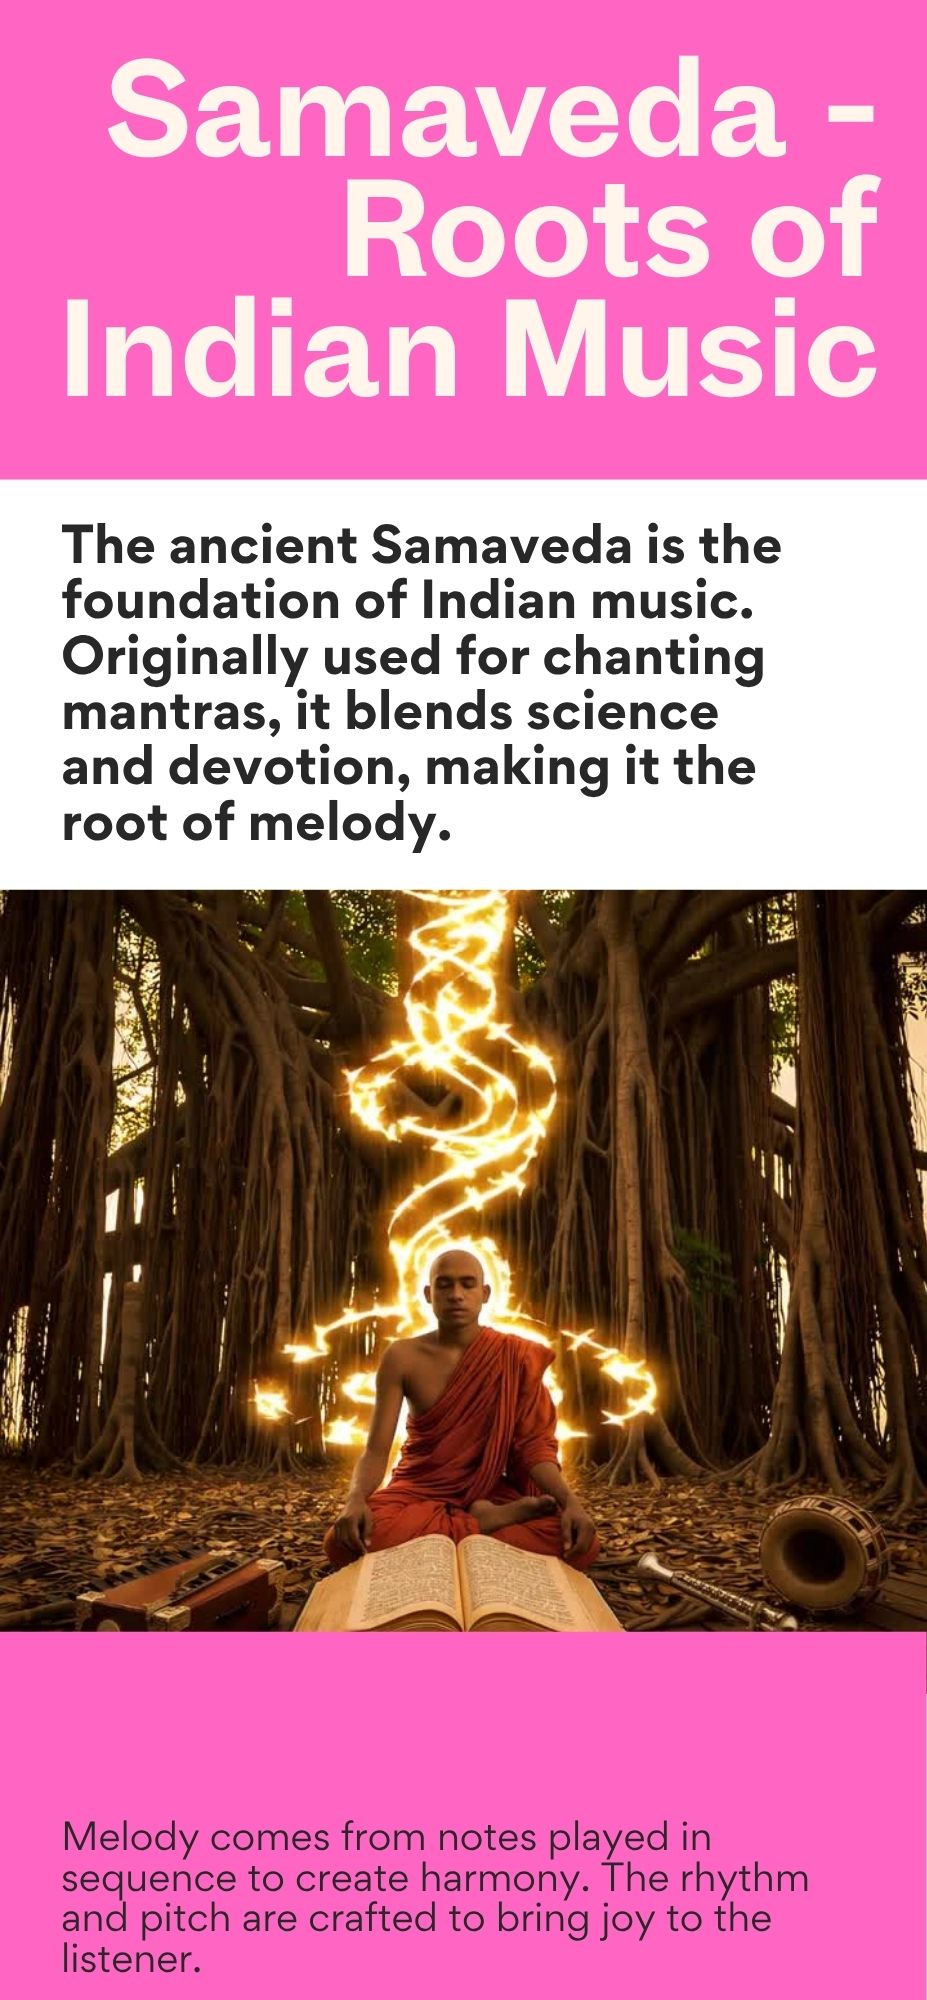 Samaveda -
Roots of
Indian Music
The ancient Samaveda is the
foundation of Indian music.
Originally used for chanting
mantras, it blends science
and devotion, making it the
root of melody.
Melody comes from notes played in
sequence to create harmony. The rhythm
and pitch are crafted to bring joy to the
listener.